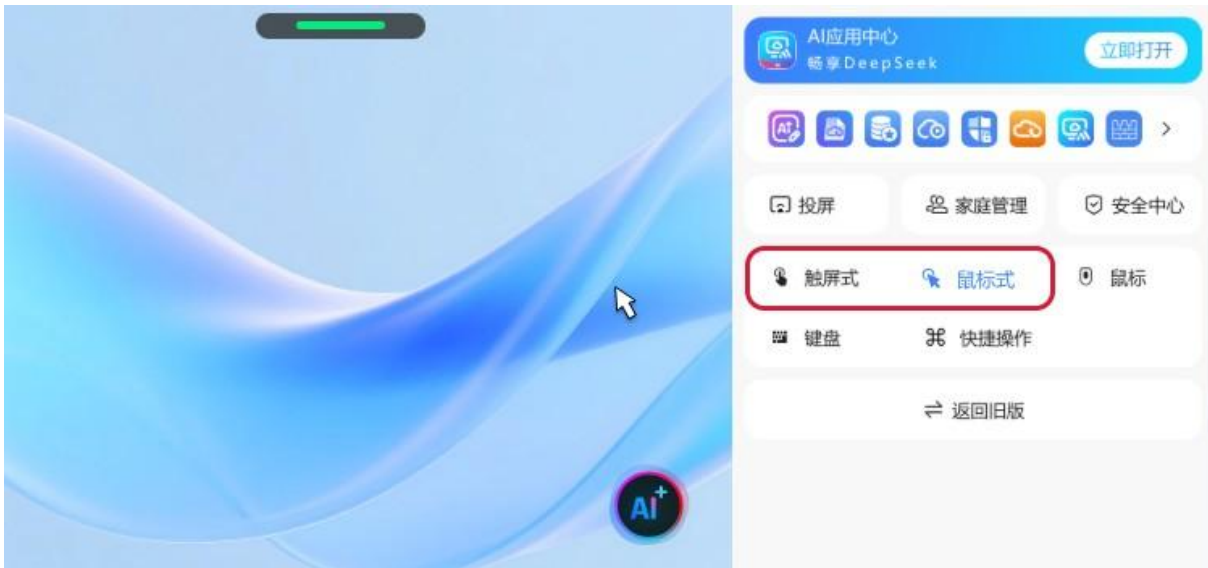 AI应用中心
畅享DeepSeek
立即打开
投屏 家庭管理 安全中心
触屏式 鼠标式 鼠标
键盘 快捷操作
返回旧版
AI+